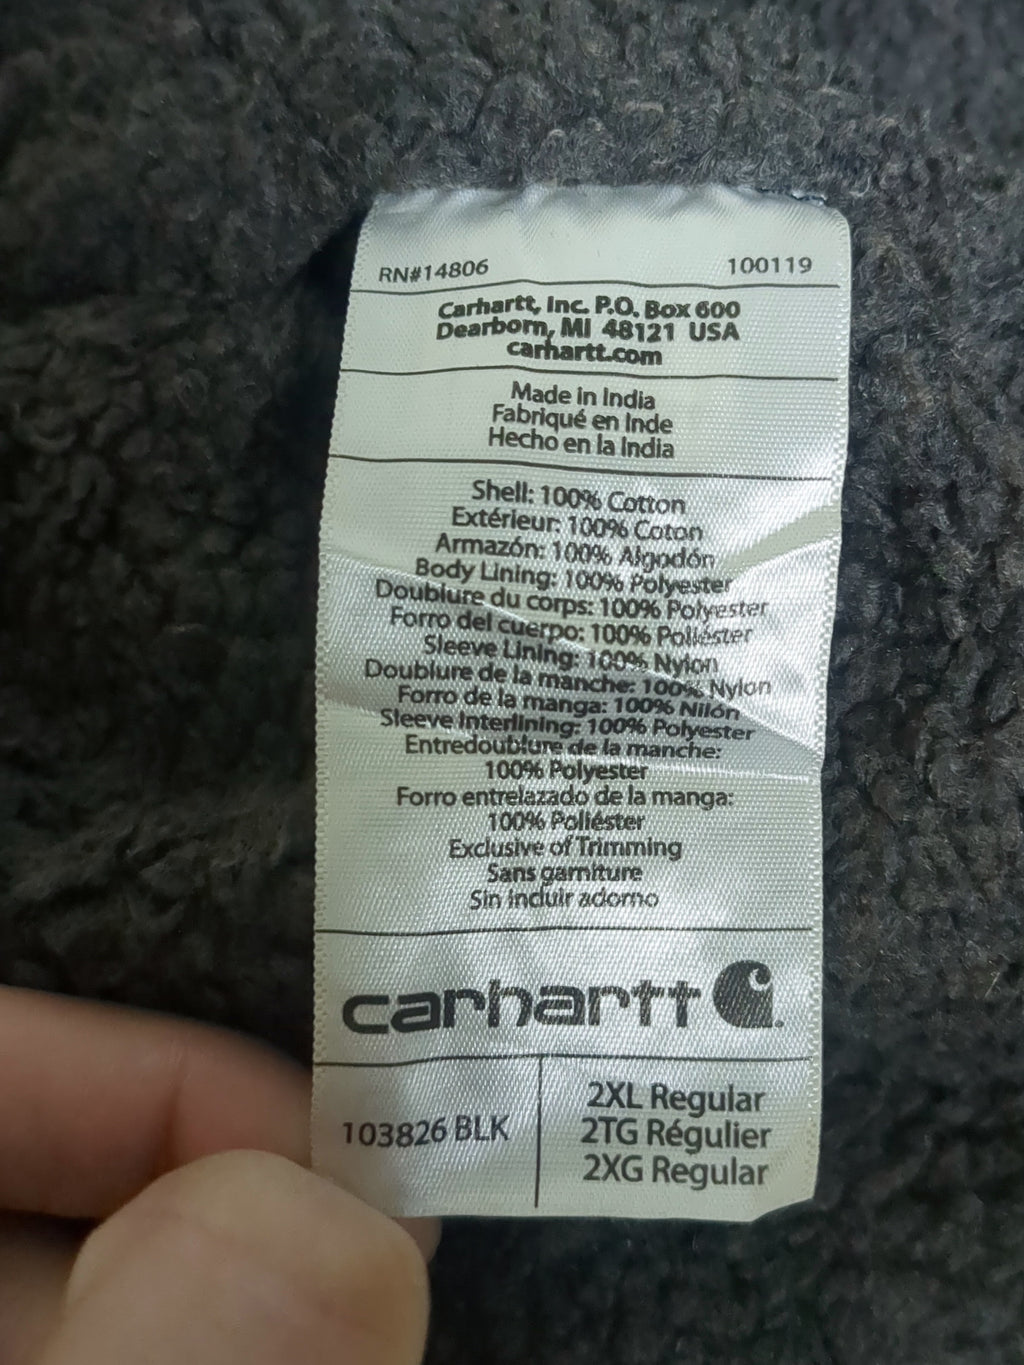 RN#14806 100119
Carhartt, Inc. P.O. Box 600
Dearborn, MI 48121 USA
carhartt.com
Made in India
Fabriqué en Inde
Hecho en la India
Shell: 100% Cotton
Extérieur: 100% Coton
Armazón: 100% Algodón
Body Lining: 100% Polyester
Doublure du corps: 100% Polyester
Forro del cuerpo: 100% Poliéster
Sleeve Lining: 100% Nylon
Doublure de la manche: 100% Nylon
Forro de la manga: 100% Nilón
Sleeve Interlining: 100% Polyester
Entredoublure de la manche:
100% Polyester
Forro entrelazado de la manga:
100% Poliéster
Exclusive of Trimming
Sans garniture
Sin incluir adorno
carhartt
103826 BLK
2XL Regular
2TG Régulier
2XG Regular